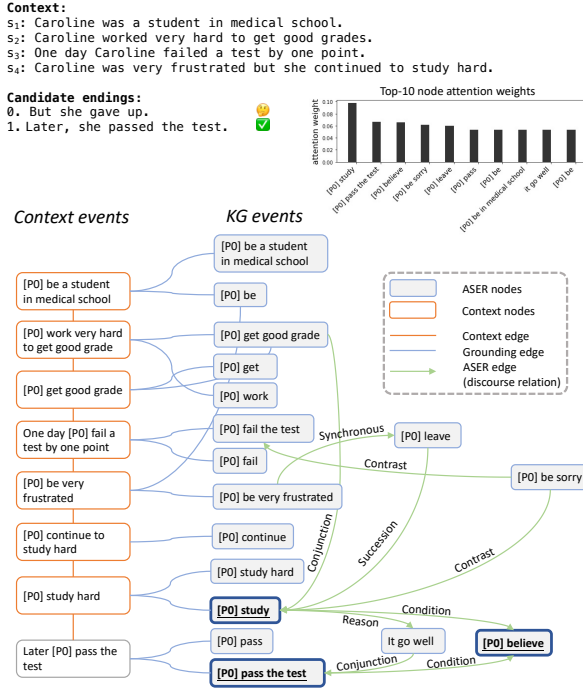 Context:
s₁: Caroline was a student in medical school.
s₂: Caroline worked very hard to get good grades.
s₃: One day Caroline failed a test by one point.
s₄: Caroline was very frustrated but she continued to study hard.
Candidate endings:
0. But she gave up.
1. Later, she passed the test.
Top-10 node attention weights
attention weight
0.10
0.08
0.06
0.04
0.02
0.00
[P0] study
[P0] pass the test
[P0] believe
[P0] be sorry
[P0] leave
[P0] pass
[P0] be
[P0] be in medical school
it go well
[P0] be
Context events
KG events
[P0] be a student
in medical school
[P0] be a student
in medical school
[P0] be
[P0] work very hard
to get good grade
[P0] get good grade
[P0] get
[P0] get good grade
[P0] work
One day [P0] fail a
test by one point
[P0] fail the test
[P0] fail
[P0] be very
frustrated
[P0] be very frustrated
[P0] continue to
study hard
[P0] continue
[P0] study hard
[P0] study hard
[P0] study
Later [P0] pass the
test
[P0] pass
[P0] pass the test
ASER nodes
Context nodes
Context edge
Grounding edge
ASER edge
(discourse relation)
Synchronous
[P0] leave
Contrast
[P0] be sorry
Conjunction
Succession
Contrast
Condition
Reason
It go well
[P0] believe
Conjunction
Condition